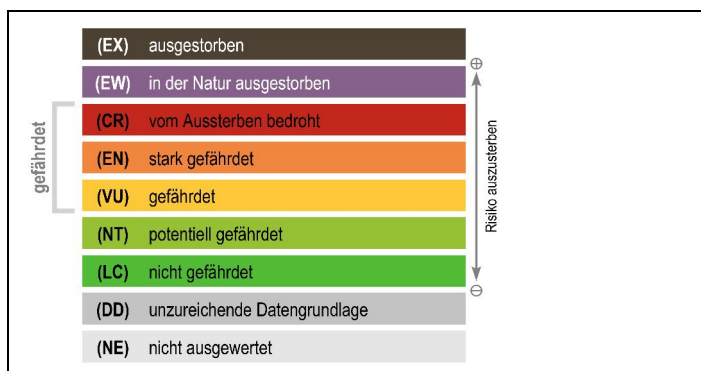 (EX) ausgestorben
(EW) in der Natur ausgestorben
(CR) vom Aussterben bedroht
(EN) stark gefährdet
(VU) gefährdet
(NT) potentiell gefährdet
(LC) nicht gefährdet
(DD) unzureichende Datengrundlage
(NE) nicht ausgewertet
gefährdet
⊕
Risiko auszusterben
⊖